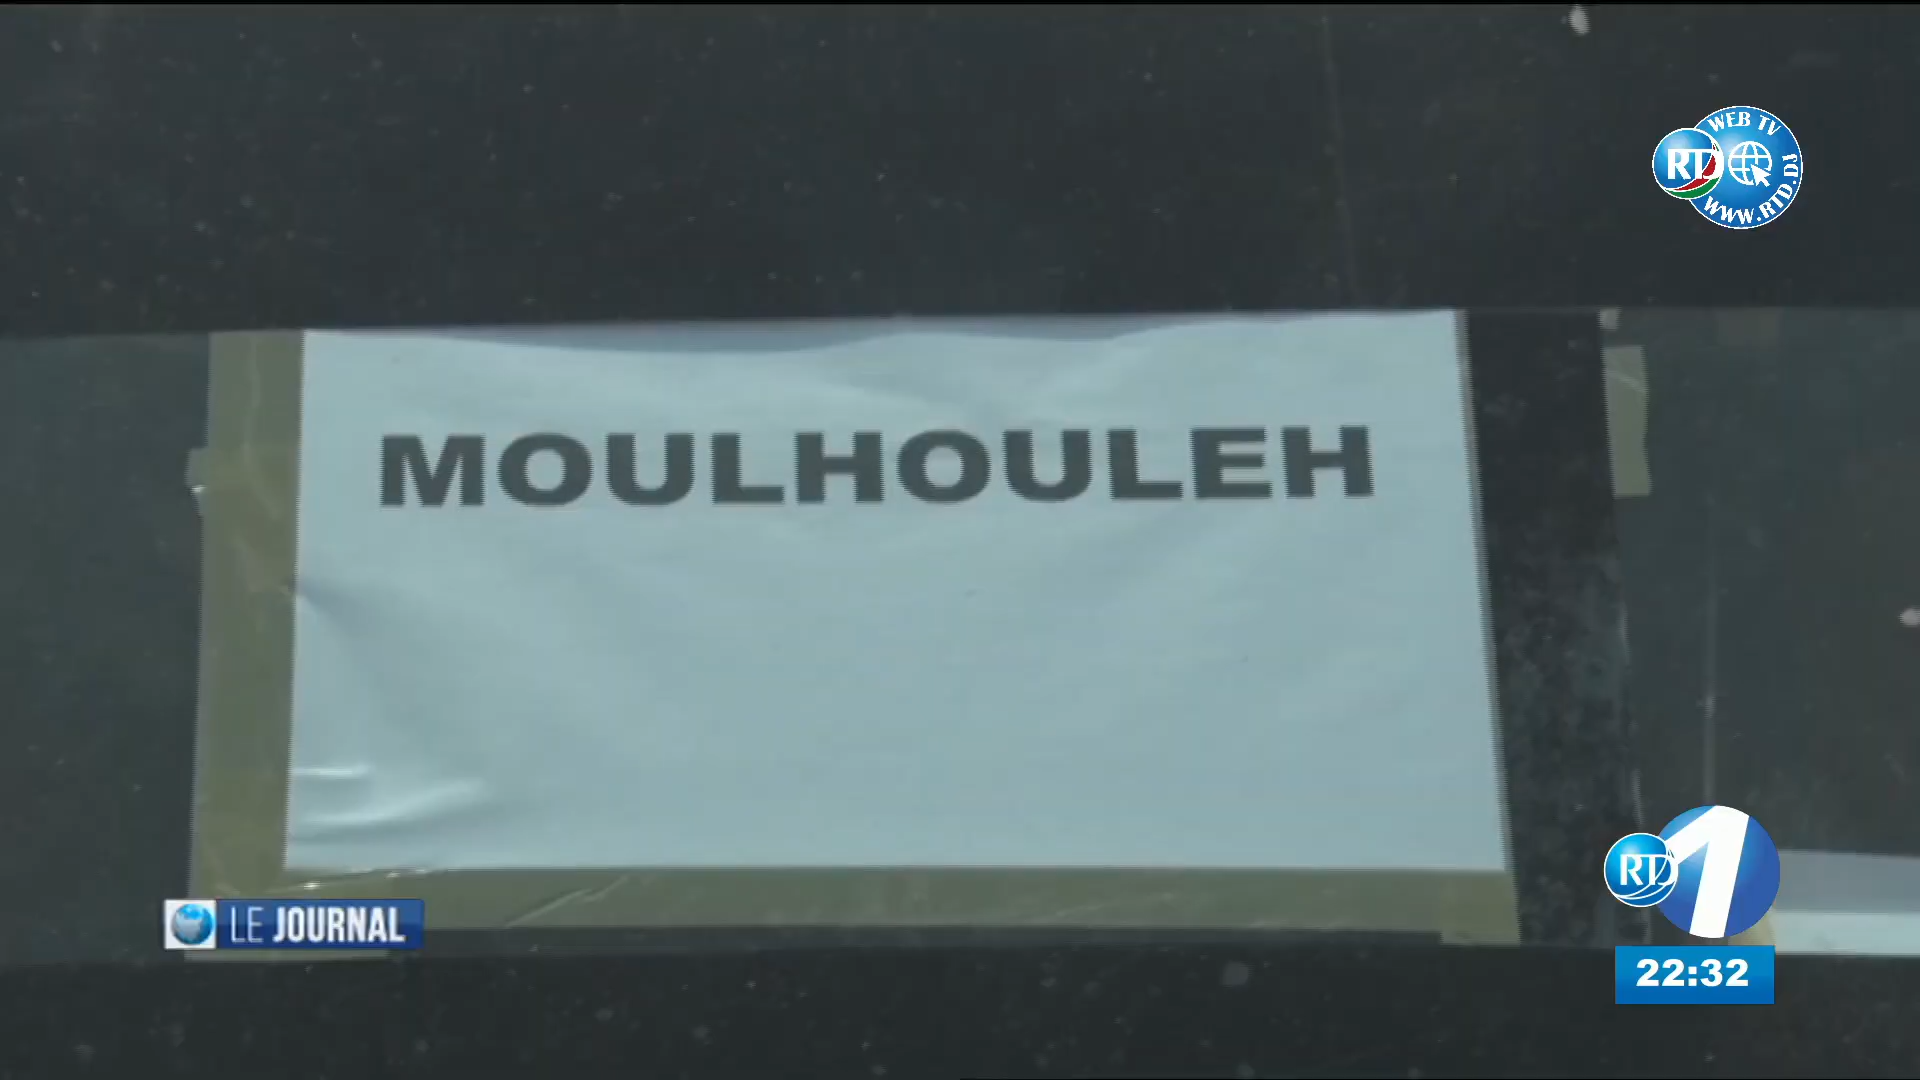 WEB TV
RTD
WWW.RTD.DJ
MOULHOULEH
RTD 1
LE JOURNAL
22:32